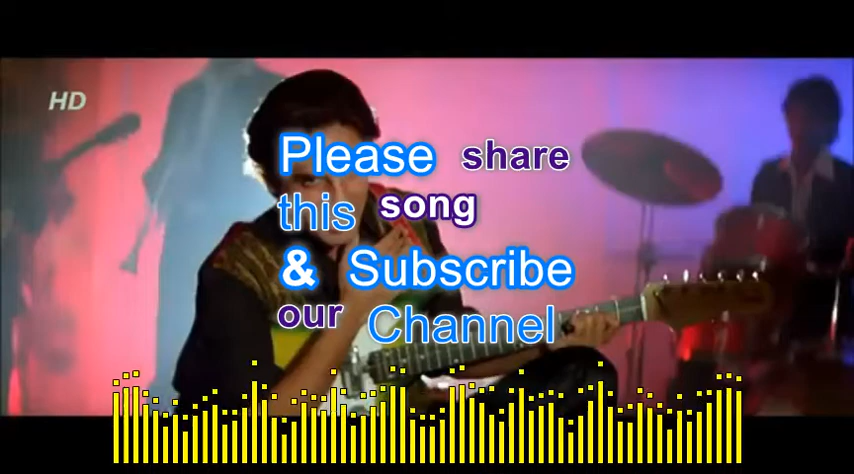 HD
Please share
this song
& Subscribe
our Channel